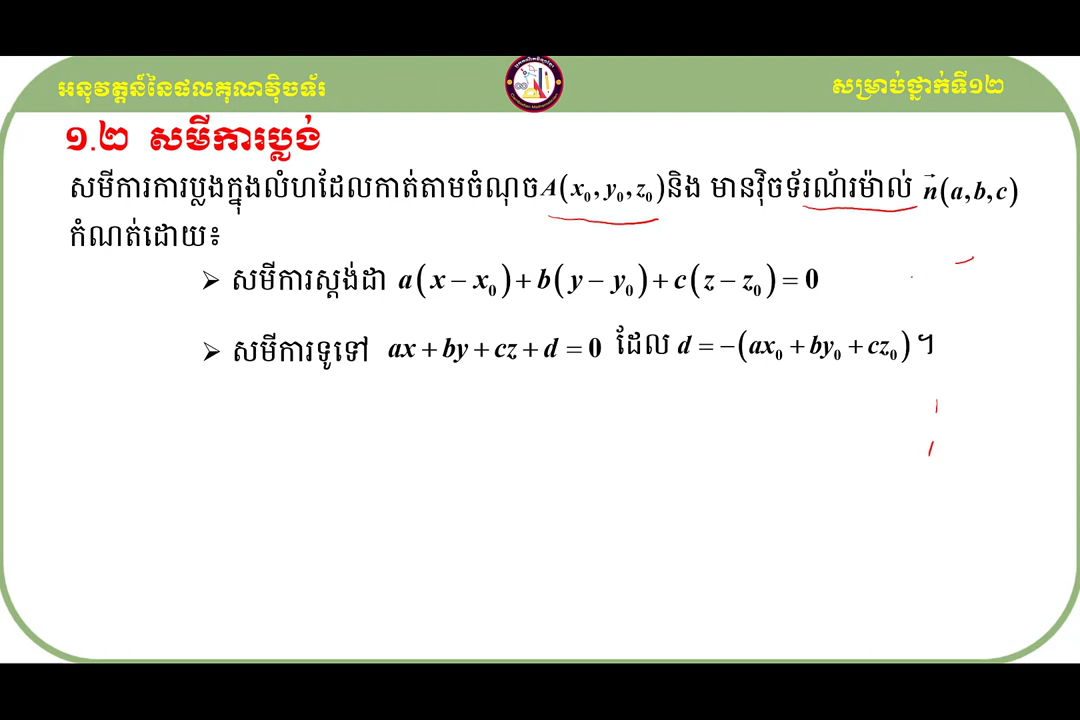 អនុវត្តន៍នៃផលគុណវ៉ិចទ័រ
សម្រាប់ថ្នាក់ទី១២
១.២ សមីការប្លង់
សមីការការប្លងក្នុងលំហដែលកាត់តាមចំណុចA(x₀, y₀, z₀)និង មានវ៉ិចទ័រណ័រម៉ាល់ n⃗(a,b,c)
កំណត់ដោយ៖
➢ សមីការស្តង់ដា a(x − x₀) + b(y − y₀) + c(z − z₀) = 0
➢ សមីការទូទៅ ax + by + cz + d = 0 ដែល d = −(ax₀ + by₀ + cz₀)។